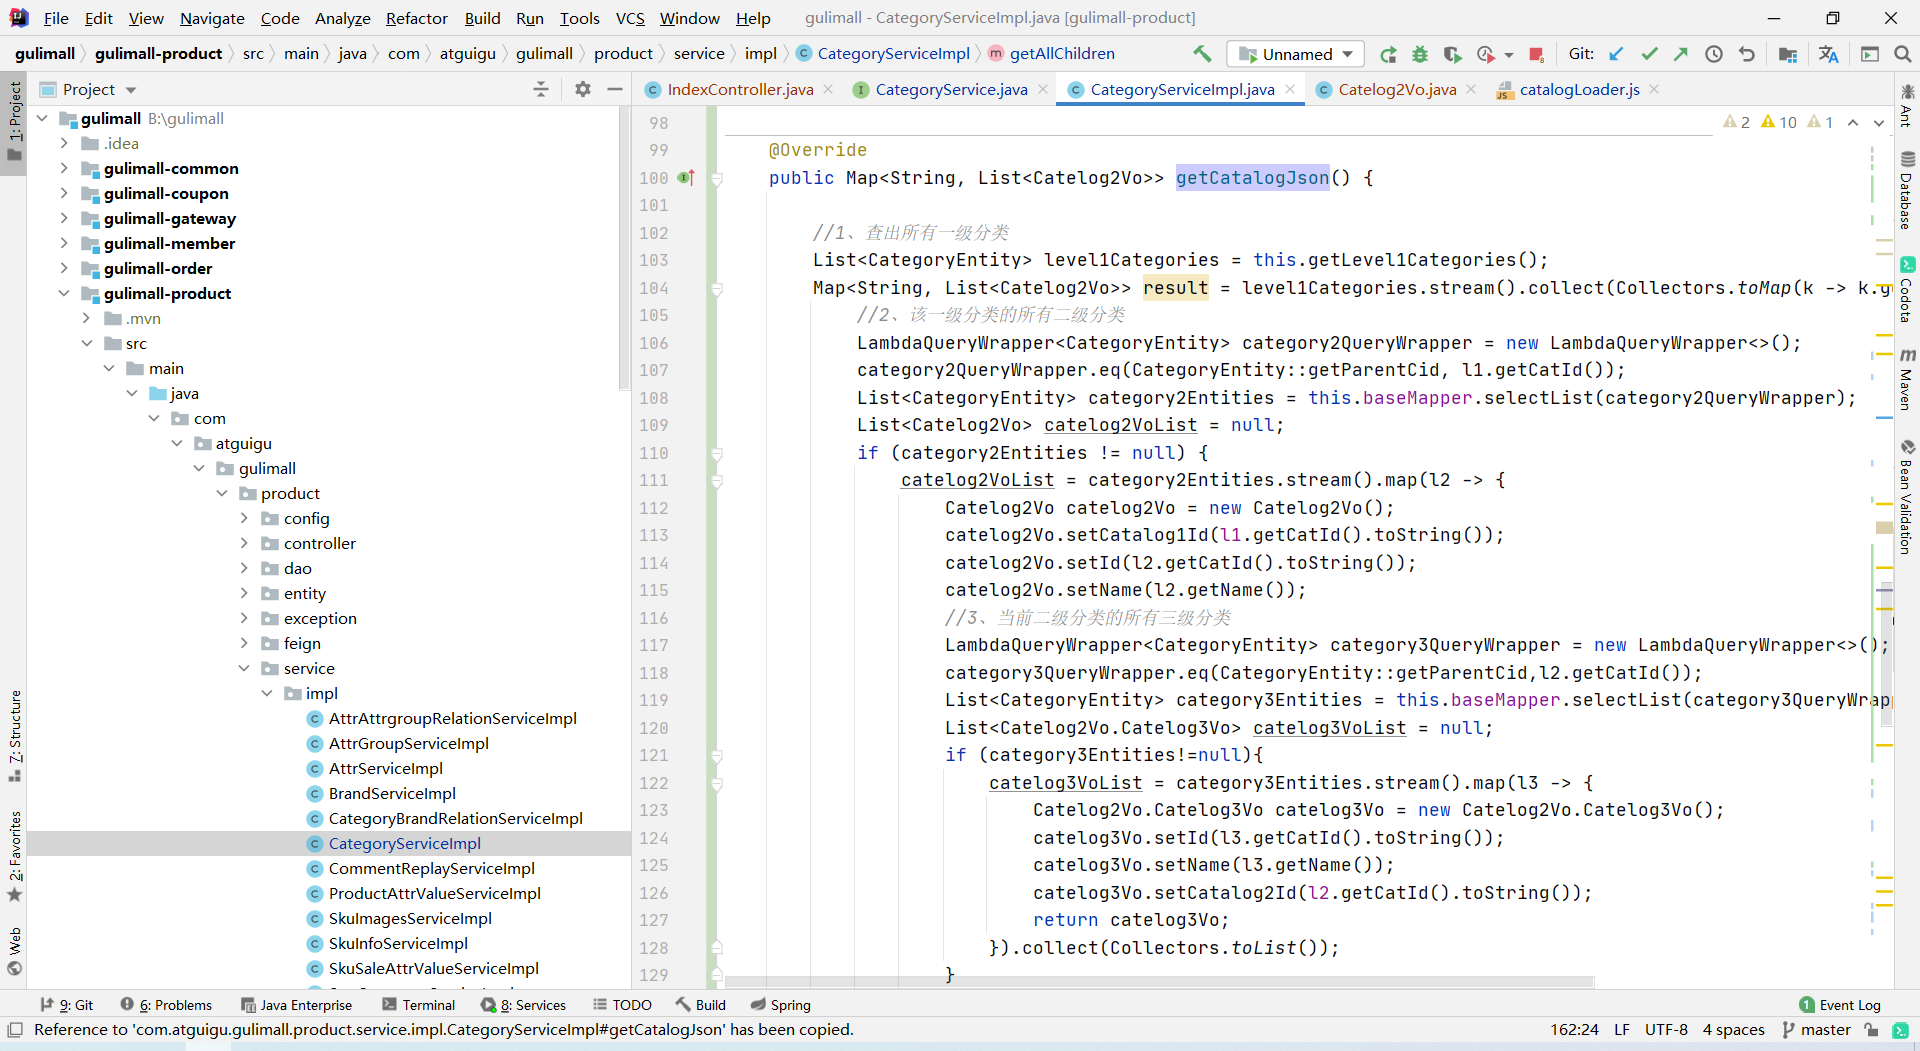 File Edit View Navigate Code Analyze Refactor Build Run Tools VCS Window Help gulimall - CategoryServiceImpl.java [gulimall-product]
gulimall gulimall-product src main java com atguigu gulimall product service impl CategoryServiceImpl getAllChildren Unnamed Git:
Project
IndexController.java CategoryService.java CategoryServiceImpl.java Catelog2Vo.java catalogLoader.js
2 10 1
1: Project
7: Structure
2: Favorites
Web
gulimall B:\gulimall
.idea
gulimall-common
gulimall-coupon
gulimall-gateway
gulimall-member
gulimall-order
gulimall-product
.mvn
src
main
java
com
atguigu
gulimall
product
config
controller
dao
entity
exception
feign
service
impl
AttrAttrgroupRelationServiceImpl
AttrGroupServiceImpl
AttrServiceImpl
BrandServiceImpl
CategoryBrandRelationServiceImpl
CategoryServiceImpl
CommentReplayServiceImpl
ProductAttrValueServiceImpl
SkuImagesServiceImpl
SkuInfoServiceImpl
SkuSaleAttrValueServiceImpl
98
99 @Override
100 public Map<String, List<Catelog2Vo>> getCatalogJson() {
101
102 //1、查出所有一级分类
103 List<CategoryEntity> level1Categories = this.getLevel1Categories();
104 Map<String, List<Catelog2Vo>> result = level1Categories.stream().collect(Collectors.toMap(k -> k.g
105 //2、该一级分类的所有二级分类
106 LambdaQueryWrapper<CategoryEntity> category2QueryWrapper = new LambdaQueryWrapper<>();
107 category2QueryWrapper.eq(CategoryEntity::getParentCid, l1.getCatId());
108 List<CategoryEntity> category2Entities = this.baseMapper.selectList(category2QueryWrapper);
109 List<Catelog2Vo> catelog2VoList = null;
110 if (category2Entities != null) {
111 catelog2VoList = category2Entities.stream().map(l2 -> {
112 Catelog2Vo catelog2Vo = new Catelog2Vo();
113 catelog2Vo.setCatalog1Id(l1.getCatId().toString());
114 catelog2Vo.setId(l2.getCatId().toString());
115 catelog2Vo.setName(l2.getName());
116 //3、当前二级分类的所有三级分类
117 LambdaQueryWrapper<CategoryEntity> category3QueryWrapper = new LambdaQueryWrapper<>();
118 category3QueryWrapper.eq(CategoryEntity::getParentCid,l2.getCatId());
119 List<CategoryEntity> category3Entities = this.baseMapper.selectList(category3QueryWrapp
120 List<Catelog2Vo.Catelog3Vo> catelog3VoList = null;
121 if (category3Entities!=null){
122 catelog3VoList = category3Entities.stream().map(l3 -> {
123 Catelog2Vo.Catelog3Vo catelog3Vo = new Catelog2Vo.Catelog3Vo();
124 catelog3Vo.setId(l3.getCatId().toString());
125 catelog3Vo.setName(l3.getName());
126 catelog3Vo.setCatalog2Id(l2.getCatId().toString());
127 return catelog3Vo;
128 }).collect(Collectors.toList());
129 }
Ant
Database
Codota
Maven
Bean Validation
9: Git 6: Problems Java Enterprise Terminal 8: Services TODO Build Spring 1 Event Log
Reference to 'com.atguigu.gulimall.product.service.impl.CategoryServiceImpl#getCatalogJson' has been copied. 162:24 LF UTF-8 4 spaces master